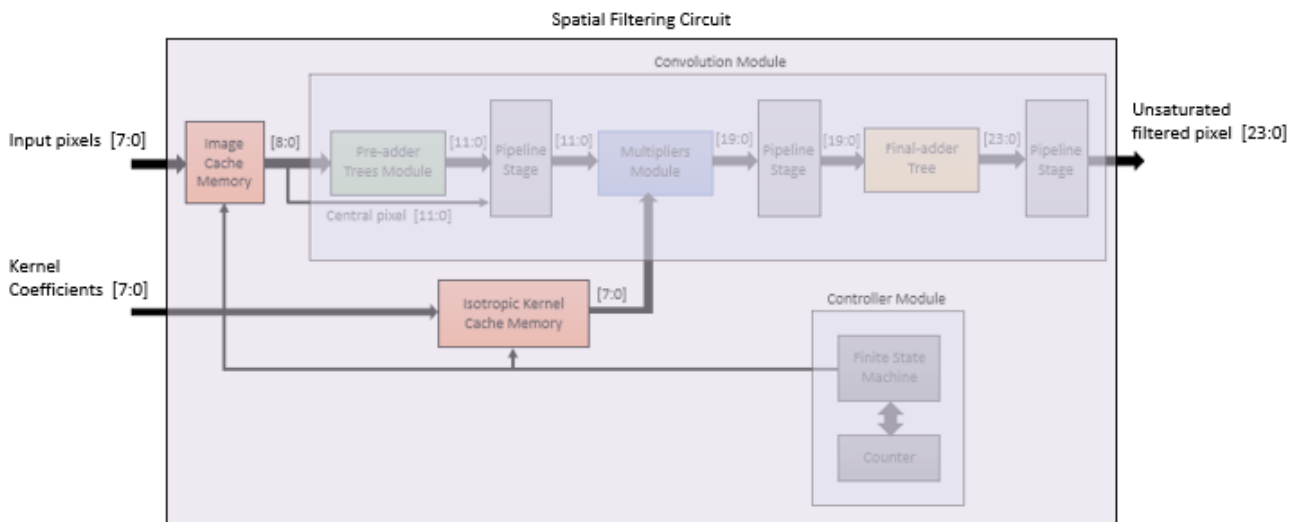 Spatial Filtering Circuit
Convolution Module
Input pixels [7:0]
Image
Cache
Memory
[8:0]
Pre-adder
Trees Module
[11:0]
Pipeline
Stage
[11:0]
Multipliers
Module
[19:0]
Pipeline
Stage
[19:0]
Final-adder
Tree
[23:0]
Pipeline
Stage
Unsaturated
filtered pixel [23:0]
Central pixel [11:0]
Kernel
Coefficients [7:0]
Isotropic Kernel
Cache Memory
[7:0]
Controller Module
Finite State
Machine
Counter